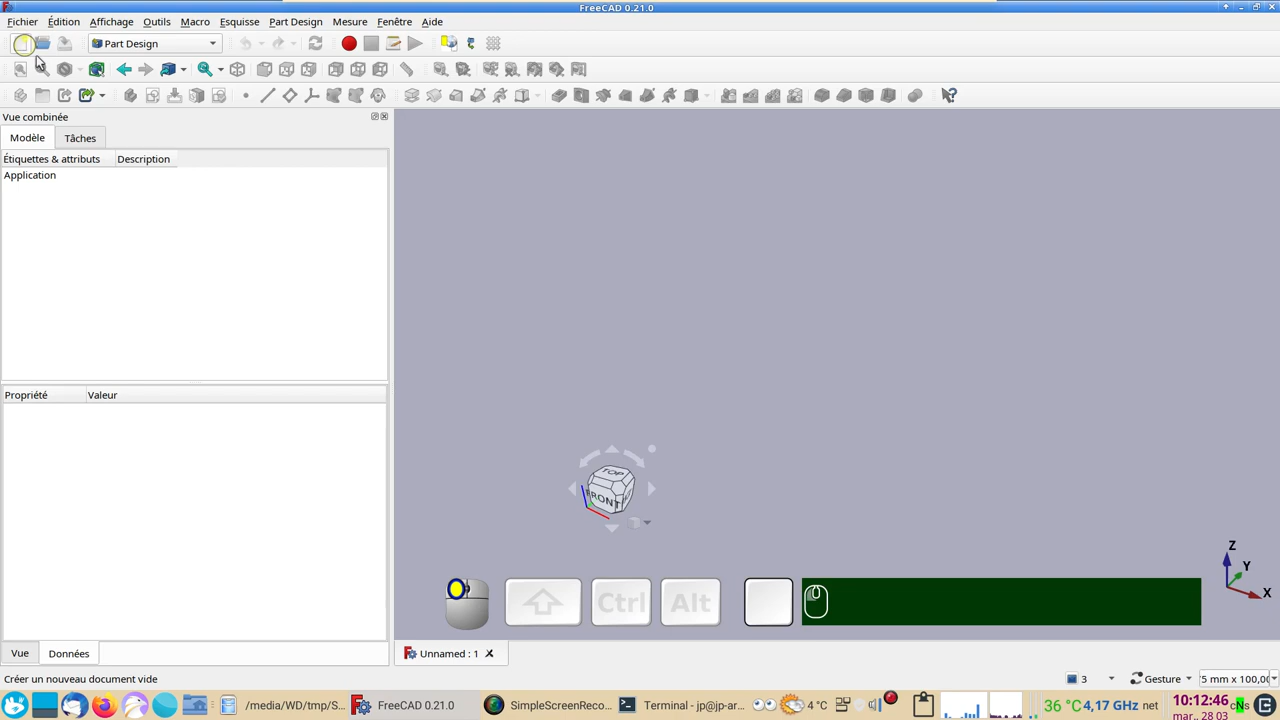 FreeCAD 0.21.0
Fichier Édition Affichage Outils Macro Esquisse Part Design Mesure Fenêtre Aide
Part Design
Vue combinée
Modèle Tâches
Étiquettes & attributs Description
Application
Propriété Valeur
TOP
FRONT
Z
Y
X
Ctrl Alt
Vue Données
Unnamed : 1
Créer un nouveau document vide
3 Gesture 5 mm x 100,00
/media/WD/tmp/S... FreeCAD 0.21.0 SimpleScreenReco... Terminal - jp@jp-ar... 4 °C 36 °C 4,17 GHz net 10:12:46 cNs
mar. 28 03